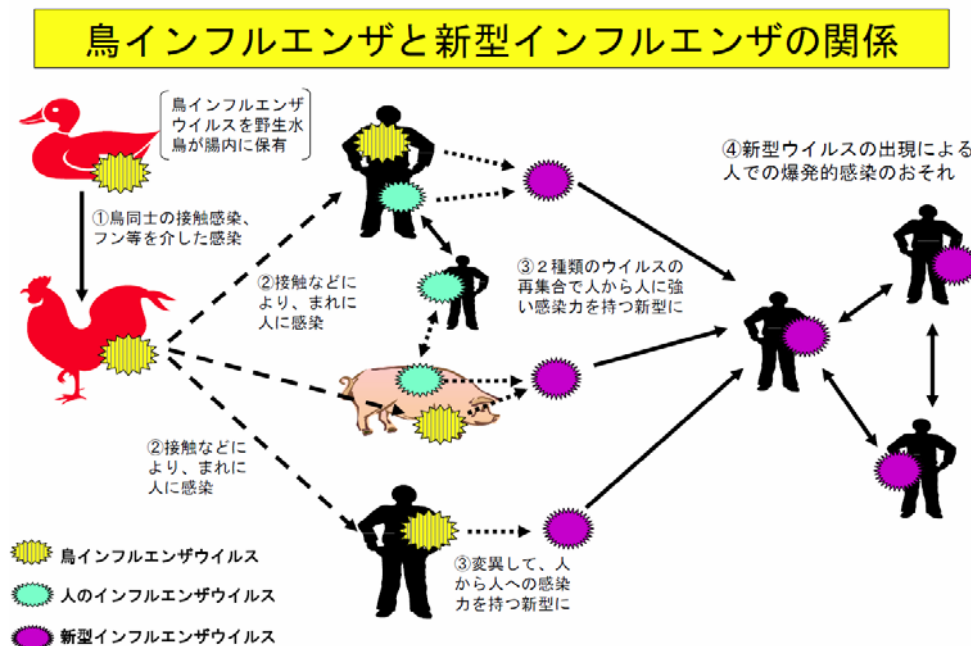 鳥インフルエンザと新型インフルエンザの関係
鳥インフルエンザ
ウイルスを野生水
鳥が腸内に保有
①鳥同士の接触感染、
フン等を介した感染
②接触などに
より、まれに
人に感染
②接触などに
より、まれに
人に感染
③２種類のウイルスの
再集合で人から人に強
い感染力を持つ新型に
③変異して、人
から人への感染
力を持つ新型に
④新型ウイルスの出現による
人での爆発的感染のおそれ
鳥インフルエンザウイルス
人のインフルエンザウイルス
新型インフルエンザウイルス